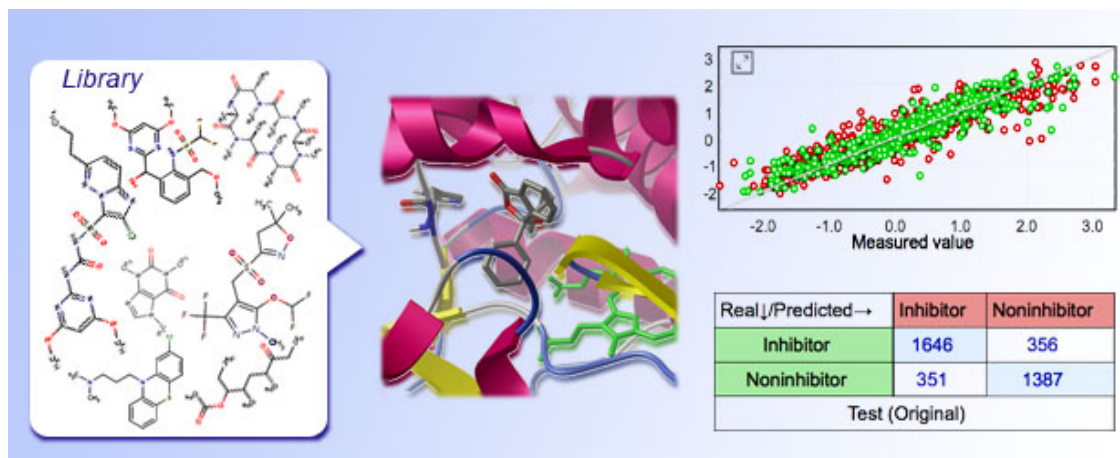 Library
3
2
1
0
-1
-2
-2.0 -1.0 0.0 1.0 2.0 3.0
Measured value
Real↓/Predicted→ Inhibitor Noninhibitor
Inhibitor 1646 356
Noninhibitor 351 1387
Test (Original)